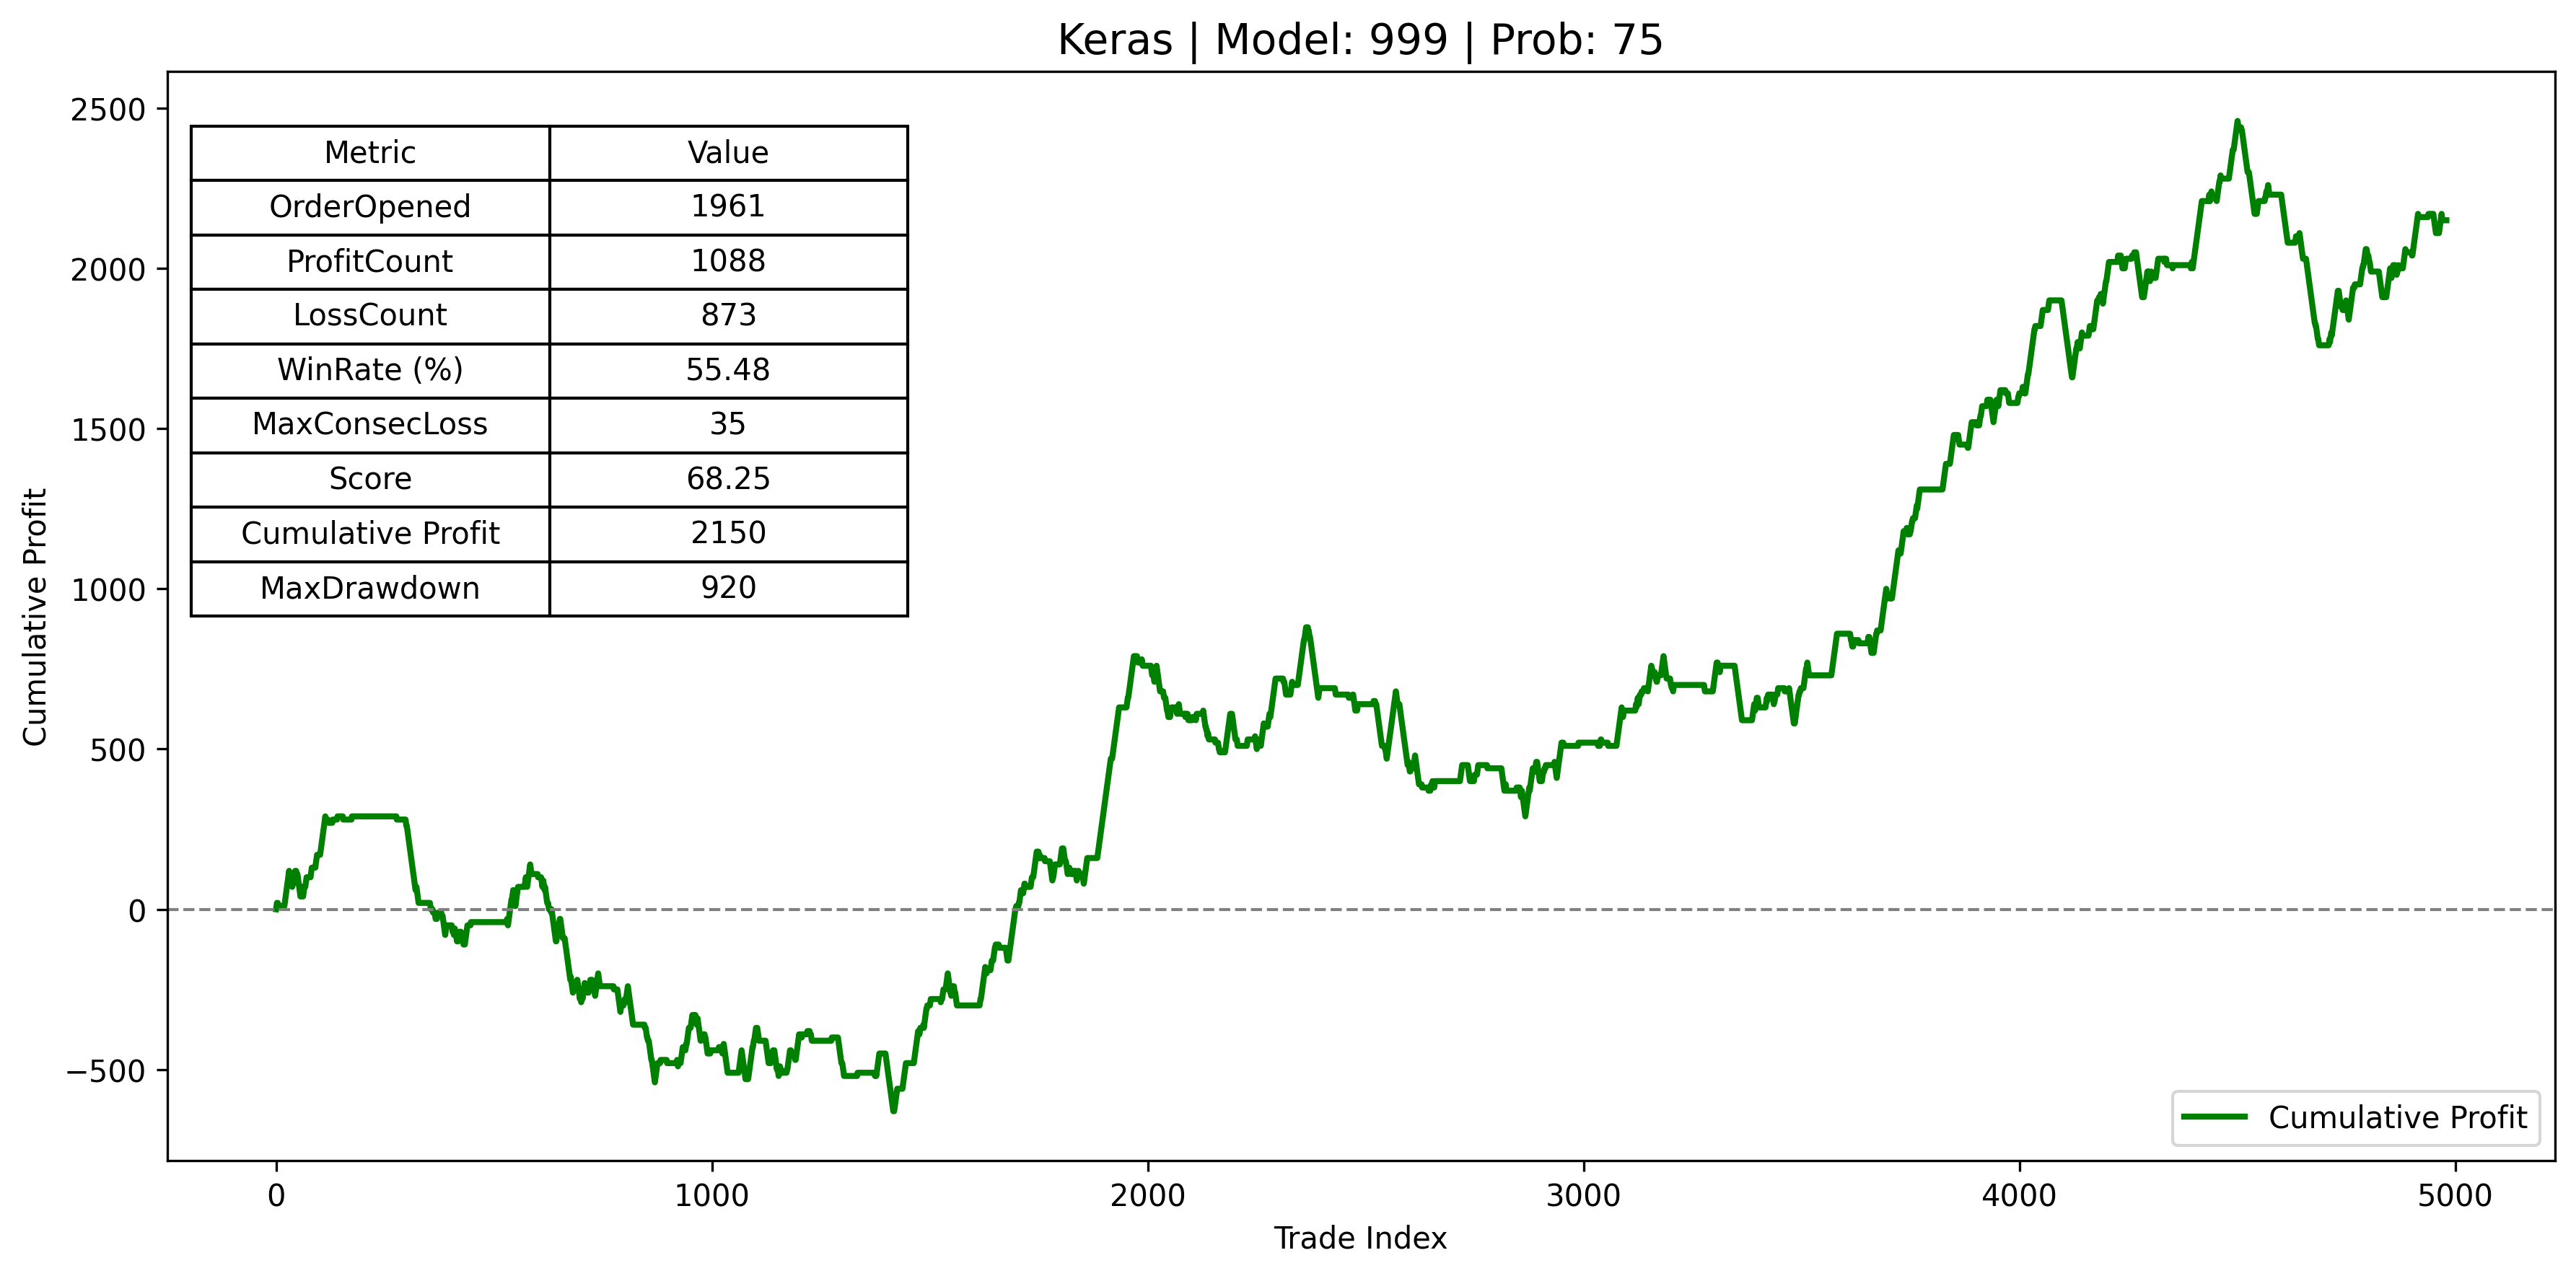 Keras | Model: 999 | Prob: 75
2500
2000
1500
1000
500
0
−500
Cumulative Profit
Metric Value
OrderOpened 1961
ProfitCount 1088
LossCount 873
WinRate (%) 55.48
MaxConsecLoss 35
Score 68.25
Cumulative Profit 2150
MaxDrawdown 920
Cumulative Profit
0 1000 2000 3000 4000 5000
Trade Index